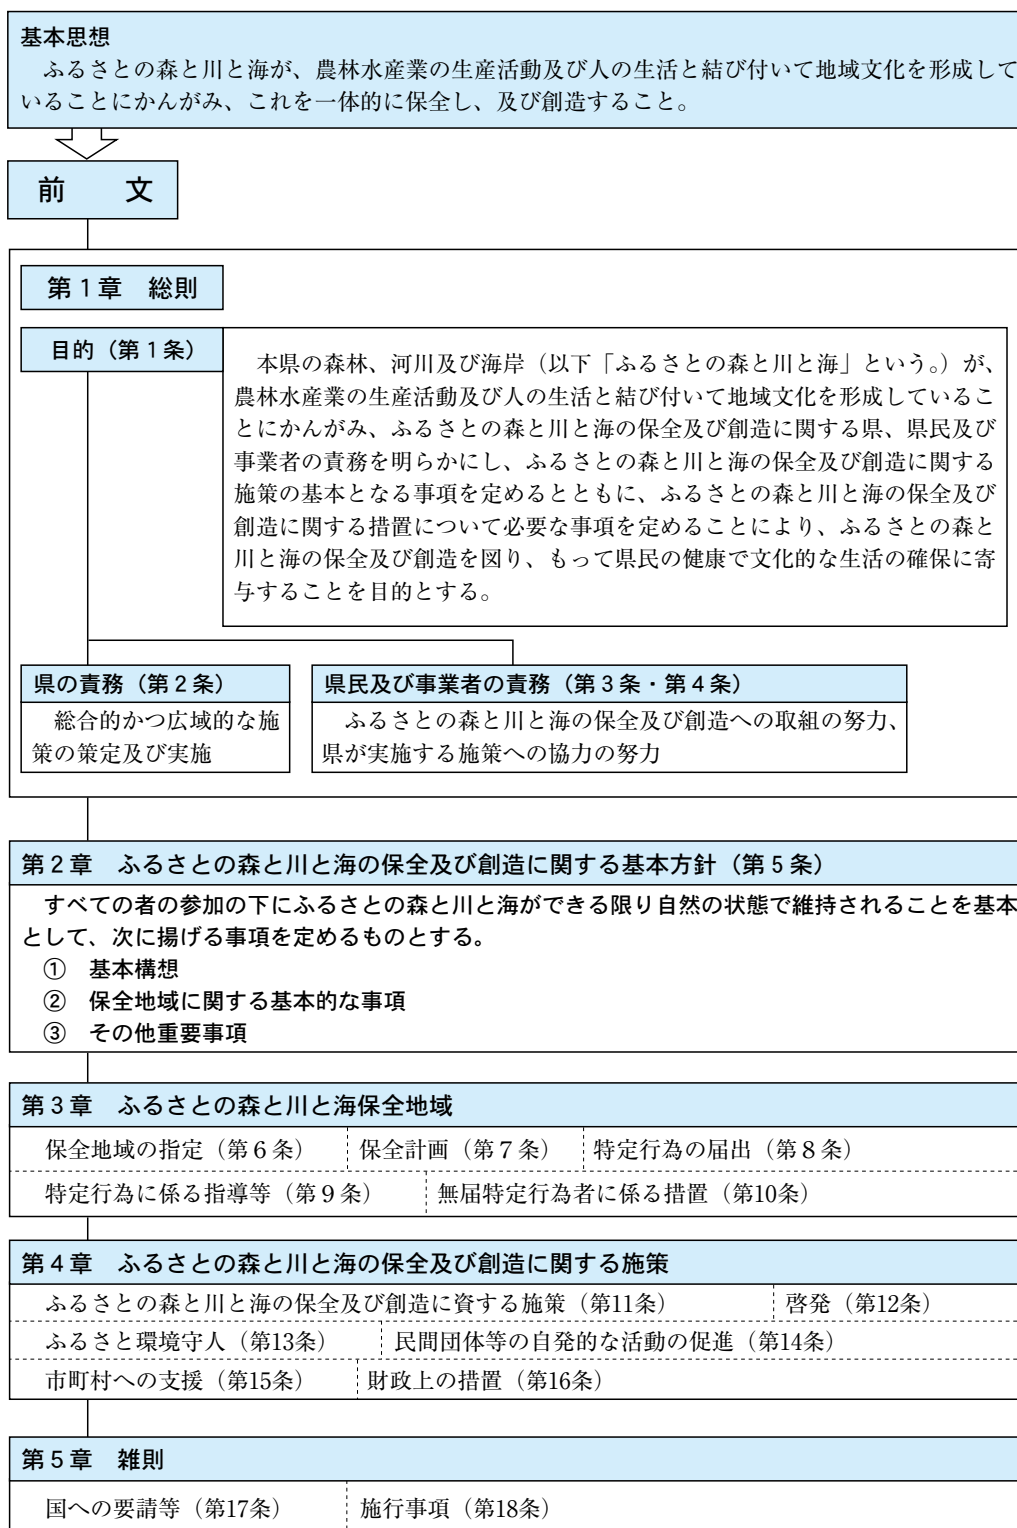 基本思想
ふるさとの森と川と海が、農林水産業の生産活動及び人の生活と結び付いて地域文化を形成して
いることにかんがみ、これを一体的に保全し、及び創造すること。
前　文
第1章　総則
目的（第1条）
本県の森林、河川及び海岸（以下「ふるさとの森と川と海」という。）が、
農林水産業の生産活動及び人の生活と結び付いて地域文化を形成しているこ
とにかんがみ、ふるさとの森と川と海の保全及び創造に関する県、県民及び
事業者の責務を明らかにし、ふるさとの森と川と海の保全及び創造に関する
施策の基本となる事項を定めるとともに、ふるさとの森と川と海の保全及び
創造に関する措置について必要な事項を定めることにより、ふるさとの森と
川と海の保全及び創造を図り、もって県民の健康で文化的な生活の確保に寄
与することを目的とする。
県の責務（第2条）
総合的かつ広域的な施
策の策定及び実施
県民及び事業者の責務（第3条・第4条）
ふるさとの森と川と海の保全及び創造への取組の努力、
県が実施する施策への協力の努力
第2章　ふるさとの森と川と海の保全及び創造に関する基本方針（第5条）
すべての者の参加の下にふるさとの森と川と海ができる限り自然の状態で維持されることを基本
として、次に揚げる事項を定めるものとする。
①　基本構想
②　保全地域に関する基本的な事項
③　その他重要事項
第3章　ふるさとの森と川と海保全地域
保全地域の指定（第6条）　保全計画（第7条）　特定行為の届出（第8条）
特定行為に係る指導等（第9条）　無届特定行為者に係る措置（第10条）
第4章　ふるさとの森と川と海の保全及び創造に関する施策
ふるさとの森と川と海の保全及び創造に資する施策（第11条）　啓発（第12条）
ふるさと環境守人（第13条）　民間団体等の自発的な活動の促進（第14条）
市町村への支援（第15条）　財政上の措置（第16条）
第5章　雑則
国への要請等（第17条）　施行事項（第18条）